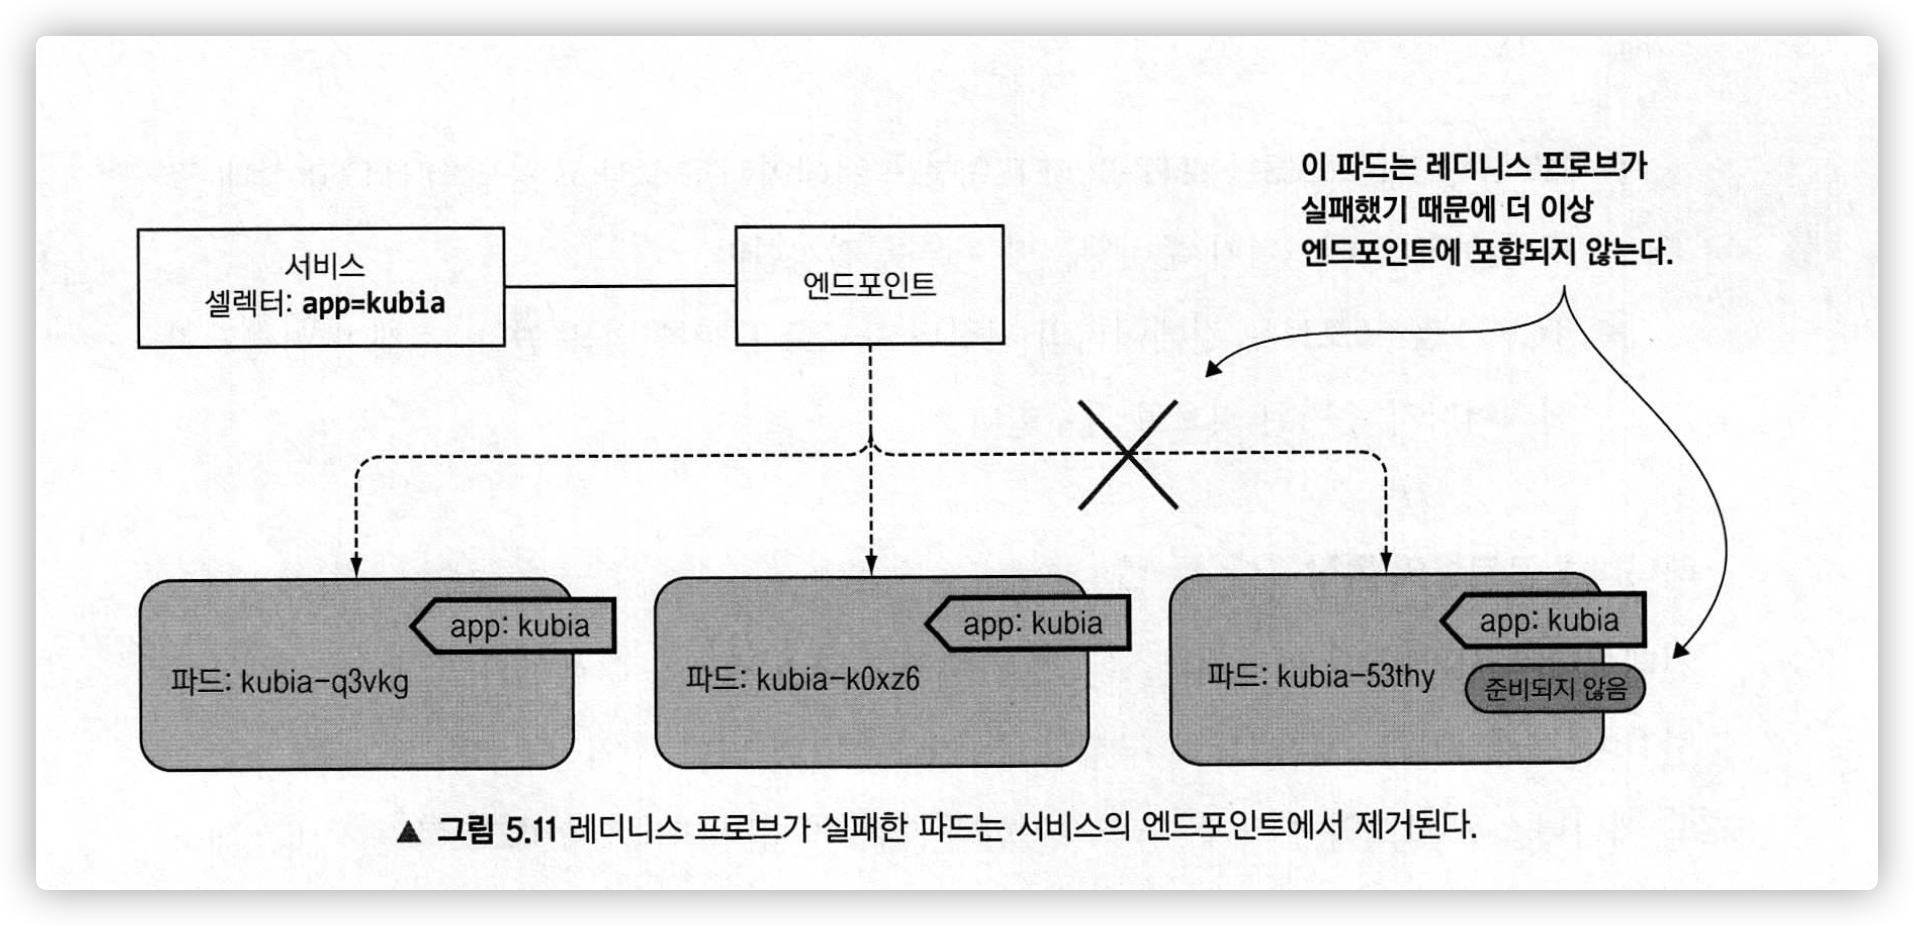 이 파드는 레디니스 프로브가
실패했기 때문에 더 이상
엔드포인트에 포함되지 않는다.
서비스
셀렉터: app=kubia
엔드포인트
app: kubia
파드: kubia-q3vkg
app: kubia
파드: kubia-k0xz6
app: kubia
파드: kubia-53thy
준비되지 않음
▲ 그림 5.11 레디니스 프로브가 실패한 파드는 서비스의 엔드포인트에서 제거된다.